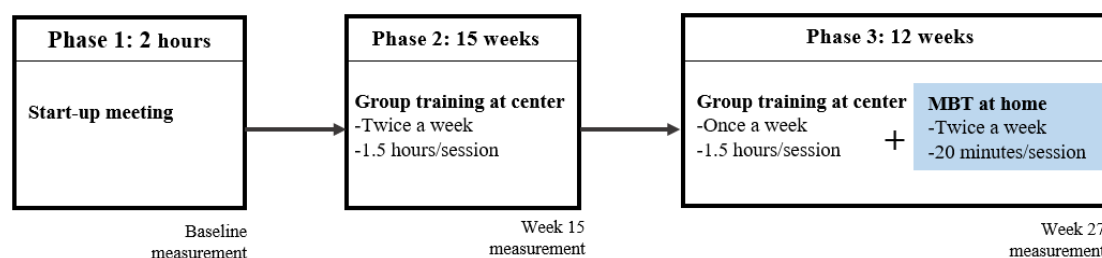 Phase 1: 2 hours
Start-up meeting
Baseline
measurement
Phase 2: 15 weeks
Group training at center
-Twice a week
-1.5 hours/session
Week 15
measurement
Phase 3: 12 weeks
Group training at center
-Once a week
-1.5 hours/session
+
MBT at home
-Twice a week
-20 minutes/session
Week 27
measurement